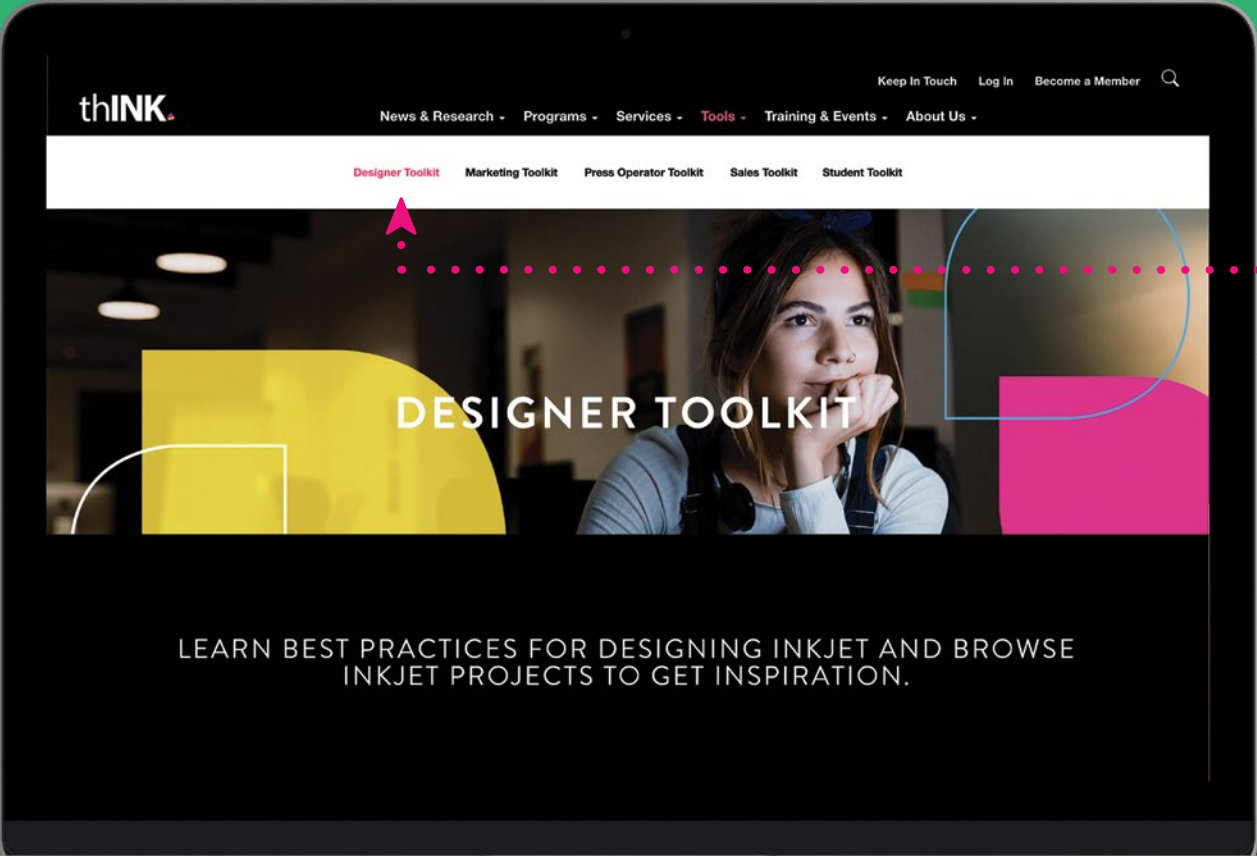 Keep In Touch Log In Become a Member
thINK.
News & Research Programs Services Tools Training & Events About Us
Designer Toolkit Marketing Toolkit Press Operator Toolkit Sales Toolkit Student Toolkit
DESIGNER TOOLKIT
LEARN BEST PRACTICES FOR DESIGNING INKJET AND BROWSE
INKJET PROJECTS TO GET INSPIRATION.